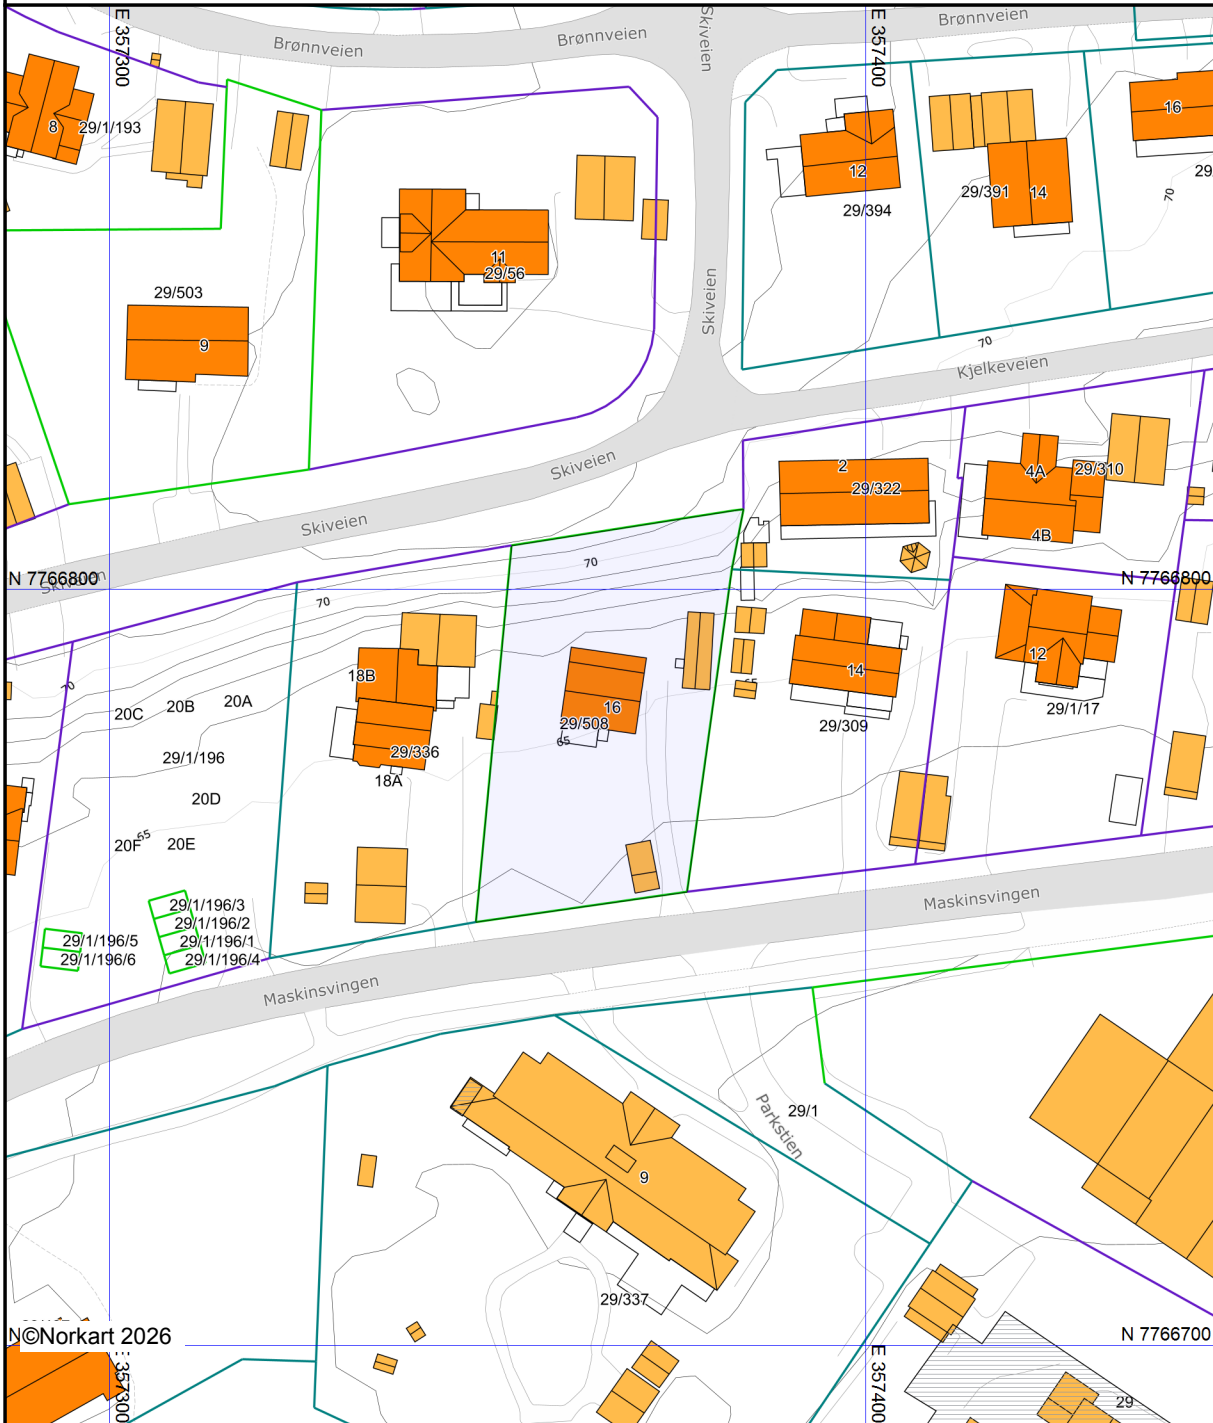 Brønnveien
Brønnveien
Skiveien
Brønnveien
E 357300
E 357400
8
29/1/193
16
12
29/394
29/391
14
29
70
11
29/56
29/503
9
Skiveien
70
Kjelkeveien
2
29/322
4A
29/310
4B
Skiveien
Skiveien
Skiveien
N 7766800
N 7766800
70
70
70
18B
20C
20B
20A
29/1/196
29/336
18A
20D
20F
65
20E
16
29/508
65
65
14
29/309
12
29/1/17
29/1/196/3
29/1/196/2
29/1/196/1
29/1/196/4
29/1/196/5
29/1/196/6
Maskinsvingen
Maskinsvingen
Parkstien
29/1
9
29/337
N
©Norkart 2026
N 7766700
E 357300
E 357400
29